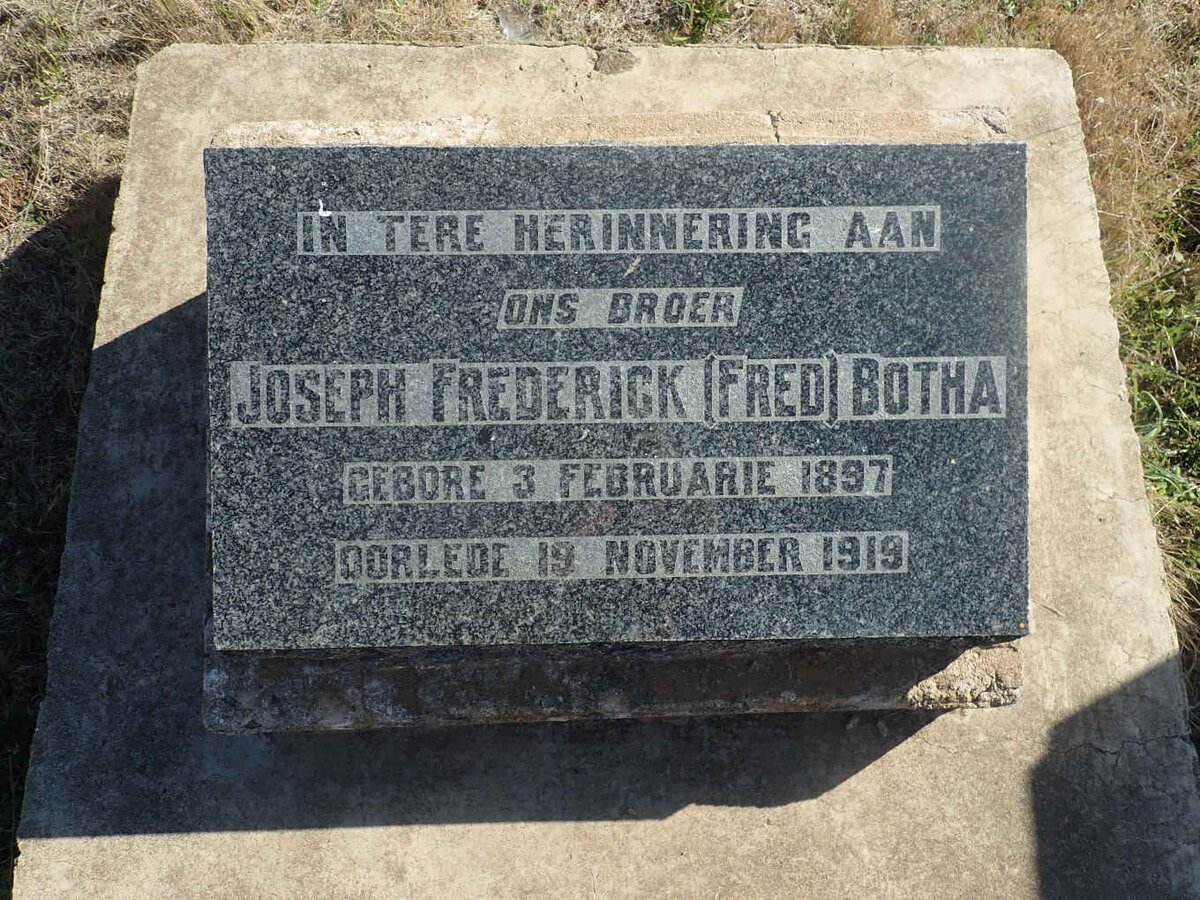 IN TERE HERINNERING AAN
ONS BROER
JOSEPH FREDERICK (FRED) BOTHA
GEBORE 3 FEBRUARIE 1897
OORLEDE 19 NOVEMBER 1919